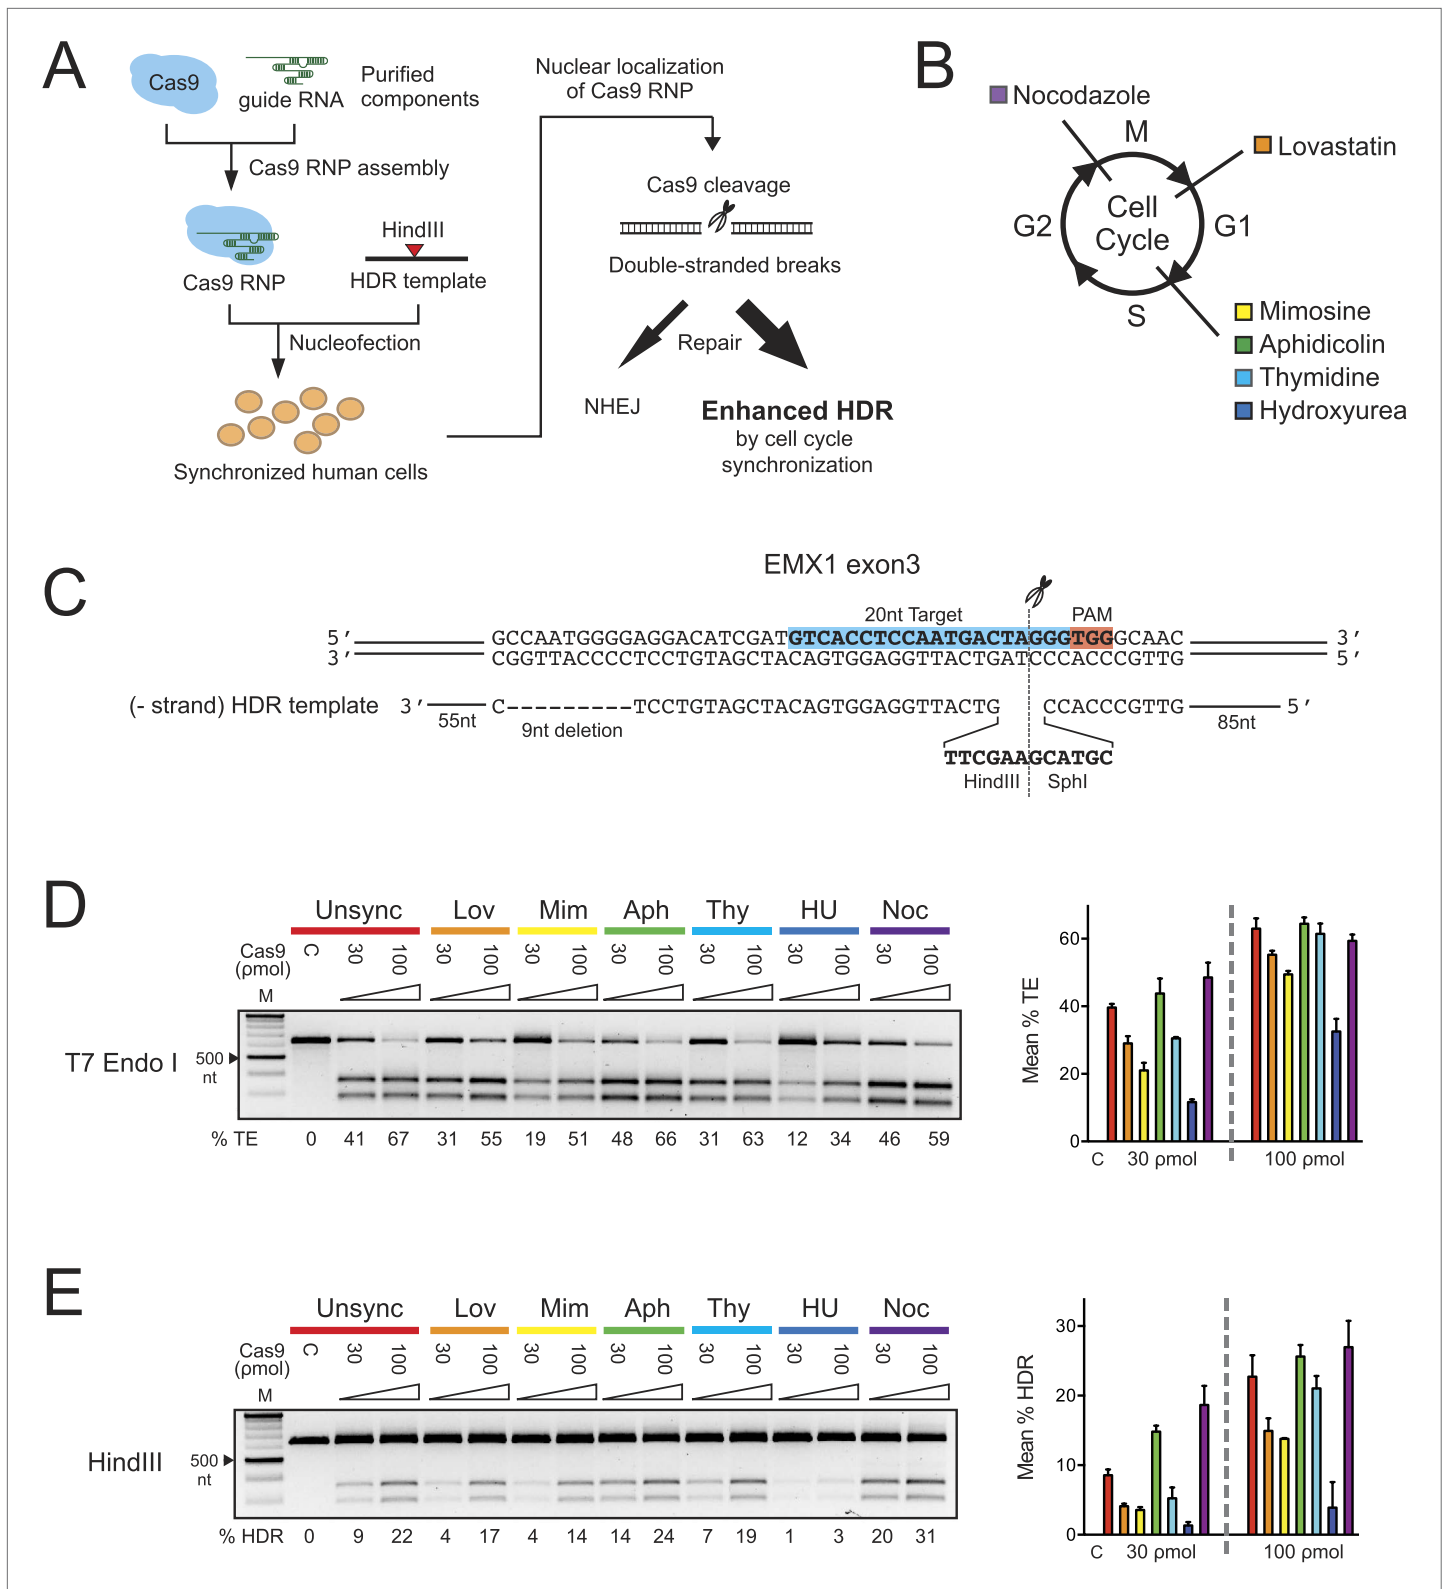 A
Cas9
guide RNA
Purified
components
Cas9 RNP assembly
Cas9 RNP
HindIII
HDR template
Nucleofection
Synchronized human cells
Nuclear localization
of Cas9 RNP
Cas9 cleavage
Double-stranded breaks
Repair
NHEJ
Enhanced HDR
by cell cycle
synchronization
B
Nocodazole
M
Lovastatin
Cell
Cycle
G2
G1
S
Mimosine
Aphidicolin
Thymidine
Hydroxyurea
C
EMX1 exon3
20nt Target
PAM
5′ GCCAATGGGGAGGACATCGATGTCACCTCCAATGACTAGGGTGGGCAAC 3′
3′ CGGTTACCCCTCCTGTAGCTACAGTGGAGGTTACTGATCCCACCCGTTG 5′
(- strand) HDR template 3′ 55nt C---------TCCTGTAGCTACAGTGGAGGTTACTG CCACCCGTTG 85nt 5′
9nt deletion
TTCGAAGCATGC
HindIII SphI
D
Unsync Lov Mim Aph Thy HU Noc
Cas9
(ρmol)
C 30 100 30 100 30 100 30 100 30 100 30 100 30 100
M
T7 Endo I
500
nt
% TE 0 41 67 31 55 19 51 48 66 31 63 12 34 46 59
Mean % TE
60
40
20
0
C 30 ρmol 100 ρmol
E
Unsync Lov Mim Aph Thy HU Noc
Cas9
(ρmol)
C 30 100 30 100 30 100 30 100 30 100 30 100 30 100
M
HindIII
500
nt
% HDR 0 9 22 4 17 4 14 14 24 7 19 1 3 20 31
Mean % HDR
30
20
10
0
C 30 ρmol 100 ρmol